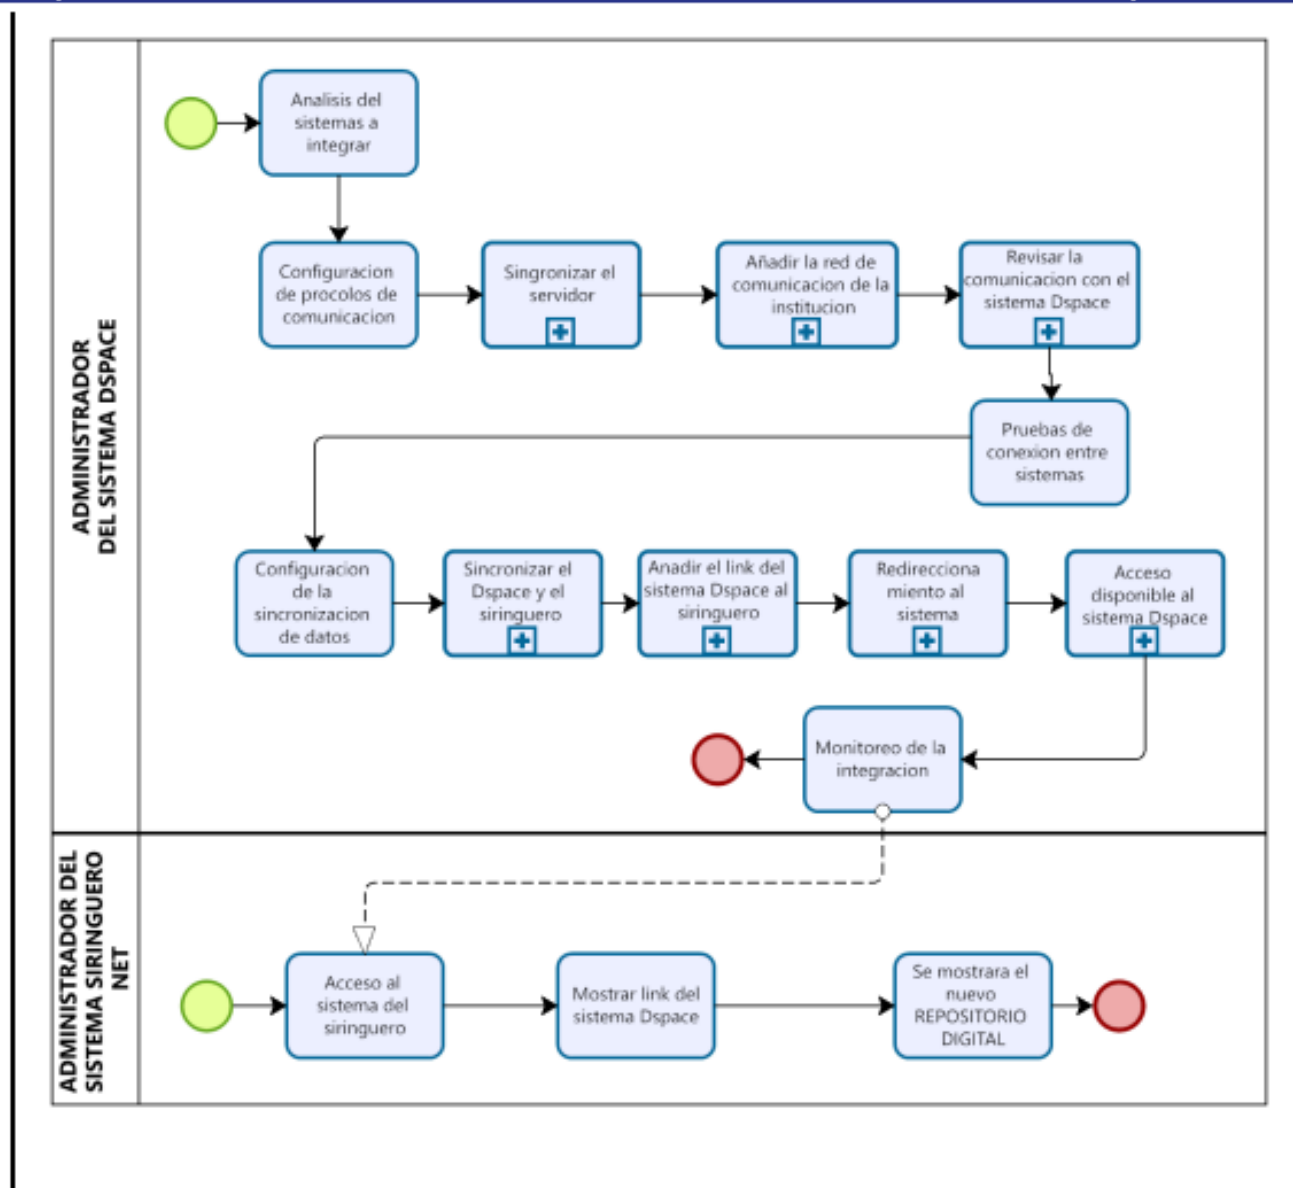 ADMINISTRADOR
DEL SISTEMA DSPACE
Analisis del
sistemas a
integrar
Configuracion
de procolos de
comunicacion
Singronizar el
servidor
Añadir la red de
comunicacion de la
institucion
Revisar la
comunicacion con el
sistema Dspace
Pruebas de
conexion entre
sistemas
Configuracion
de la
sincronizacion
de datos
Sincronizar el
Dspace y el
siringuero
Anadir el link del
sistema Dspace al
siringuero
Redirecciona
miento al
sistema
Acceso
disponible al
sistema Dspace
Monitoreo de la
integracion
ADMINISTRADOR DEL
SISTEMA SIRINGUERO
NET
Acceso al
sistema del
siringuero
Mostrar link del
sistema Dspace
Se mostrara el
nuevo
REPOSITORIO
DIGITAL